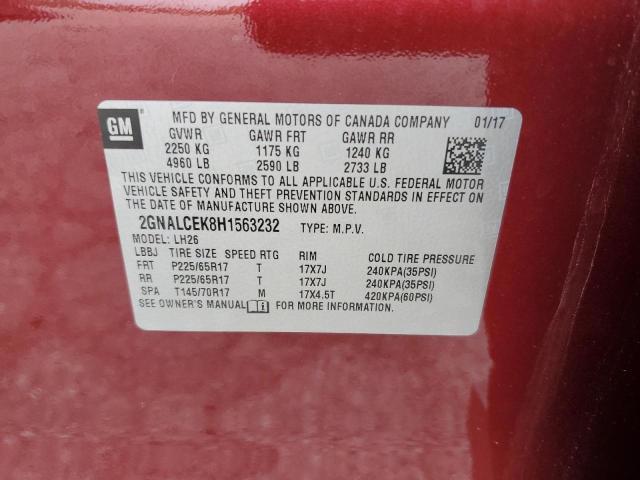 GM
MFD BY GENERAL MOTORS OF CANADA COMPANY 01/17
GVWR GAWR FRT GAWR RR
2250 KG 1175 KG 1240 KG
4960 LB 2590 LB 2733 LB
THIS VEHICLE CONFORMS TO ALL APPLICABLE U.S. FEDERAL MOTOR
VEHICLE SAFETY AND THEFT PREVENTION STANDARDS IN EFFECT ON
THE DATE OF MANUFACTURE SHOWN ABOVE.
2GNALCEK8H1563232 TYPE: M.P.V.
MODEL: LH26
LBBJ TIRE SIZE SPEED RTG RIM COLD TIRE PRESSURE
FRT P225/65R17 T 17X7J 240KPA(35PSI)
RR P225/65R17 T 17X7J 240KPA(35PSI)
SPA T145/70R17 M 17X4.5T 420KPA(60PSI)
SEE OWNER'S MANUAL FOR MORE INFORMATION.